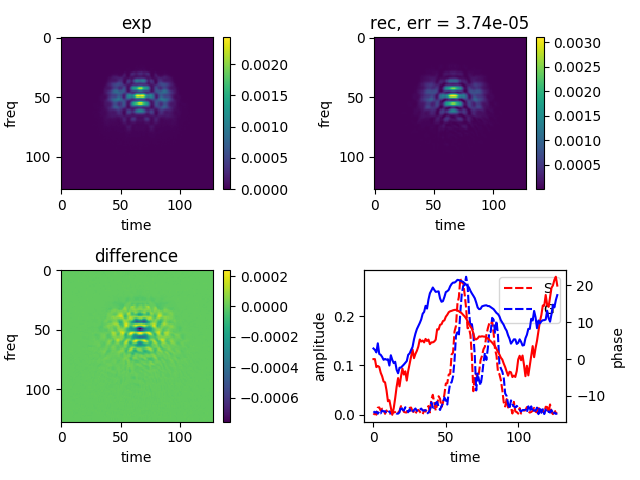 exp
0
50
100
freq
0 50 100
time
0.0020
0.0015
0.0010
0.0005
0.0000
rec, err = 3.74e-05
0
50
100
freq
0 50 100
time
0.0030
0.0025
0.0020
0.0015
0.0010
0.0005
difference
0
50
100
freq
0 50 100
time
0.0002
0.0000
−0.0002
−0.0004
−0.0006
0.2
0.1
0.0
amplitude
0 50 100
time
20
10
0
−10
phase
S